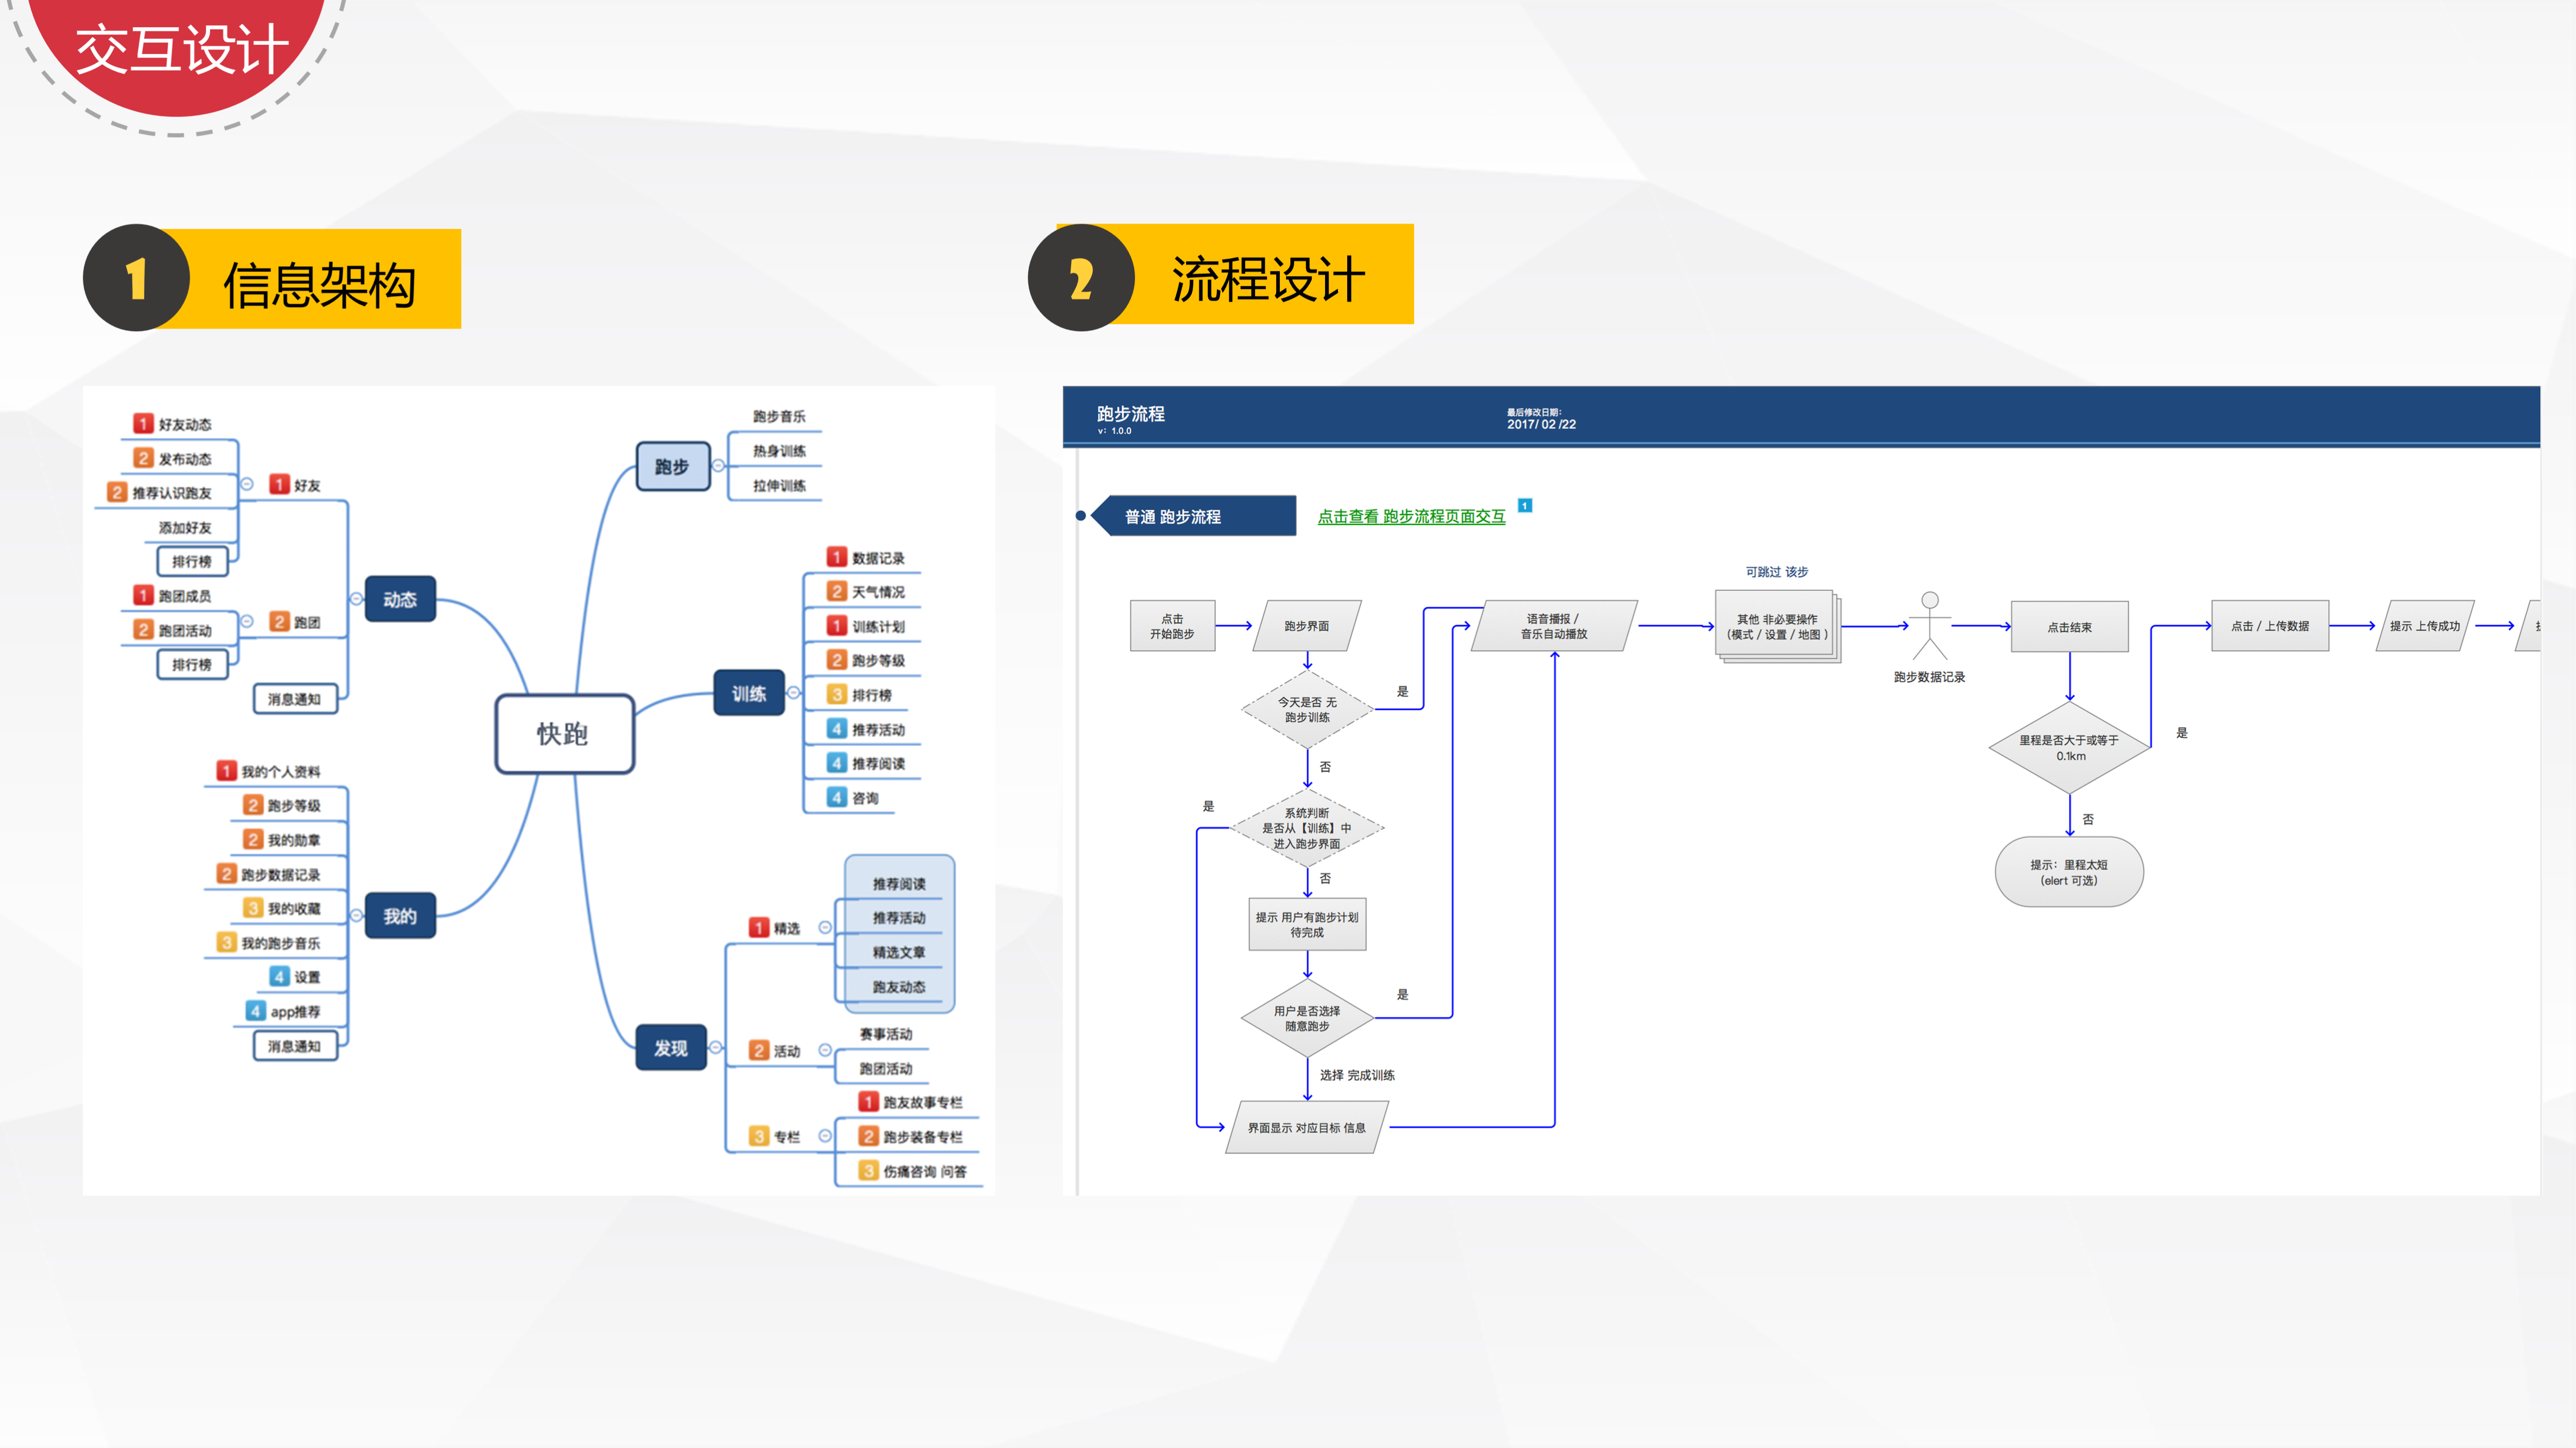 交互设计
1
信息架构
1 好友动态
2 发布动态
2 推荐认识跑友
添加好友
排行榜
1 好友
1 跑团成员
2 跑团活动
排行榜
2 跑团
消息通知
动态
1 我的个人资料
2 跑步等级
2 我的勋章
2 跑步数据记录
3 我的收藏
3 我的跑步音乐
4 设置
4 app推荐
消息通知
我的
快跑
跑步
跑步音乐
热身训练
拉伸训练
训练
1 数据记录
2 天气情况
1 训练计划
2 跑步等级
3 排行榜
4 推荐活动
4 推荐阅读
4 咨询
发现
1 精选
推荐阅读
推荐活动
精选文章
跑友动态
2 活动
赛事活动
跑团活动
3 专栏
1 跑友故事专栏
2 跑步装备专栏
3 伤痛咨询 问答
2
流程设计
跑步流程
v: 1.0.0
最后修改日期：
2017/ 02 /22
普通 跑步流程
点击查看 跑步流程页面交互
1
点击
开始跑步
跑步界面
今天是否 无
跑步训练
是
否
系统判断
是否从【训练】中
进入跑步界面
是
否
提示 用户有跑步计划
待完成
用户是否选择
随意跑步
是
选择 完成训练
界面显示 对应目标 信息
语音播报 /
音乐自动播放
可跳过 该步
其他 非必要操作
(模式 / 设置 / 地图 )
跑步数据记录
点击结束
里程是否大于或等于
0.1km
是
否
提示：里程太短
(elert 可选)
点击 / 上传数据
提示 上传成功